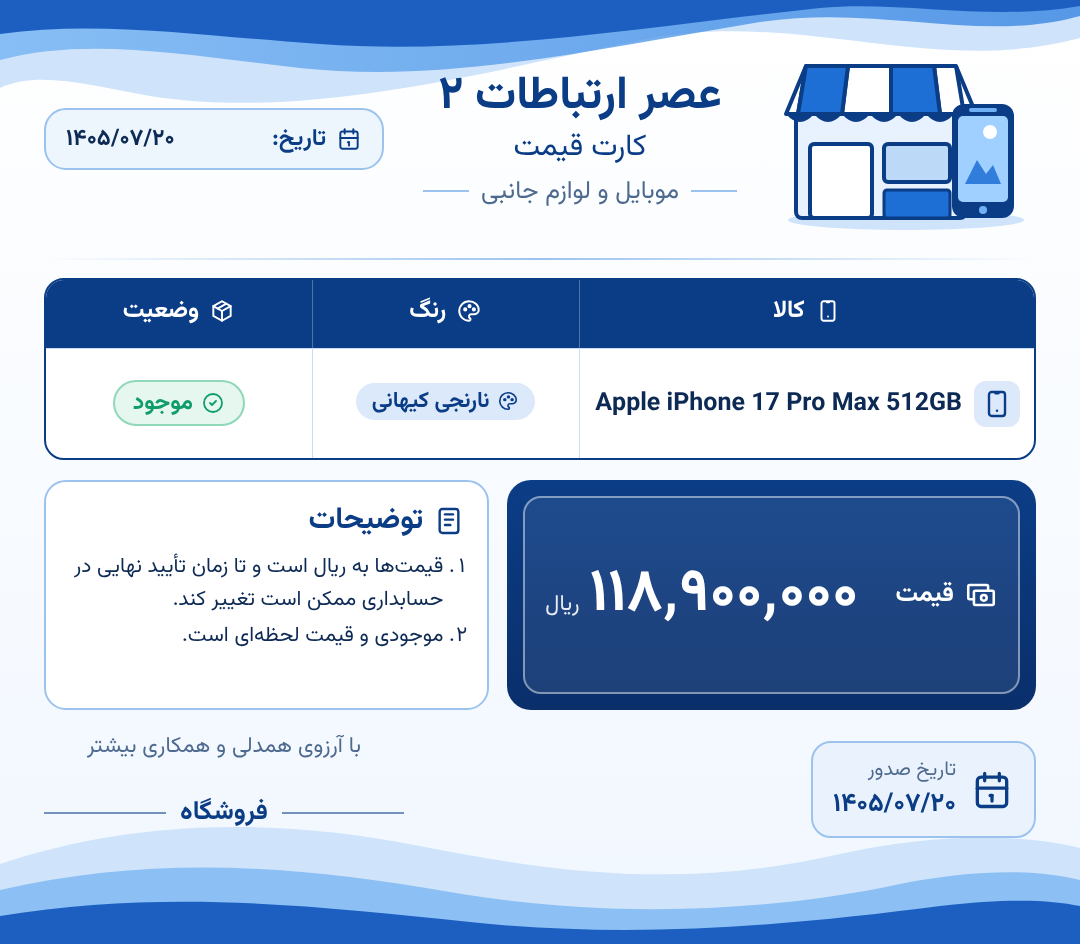 عصر ارتباطات ۲
کارت قیمت
موبایل و لوازم جانبی
تاریخ: ۱۴۰۵/۰۷/۲۰
کالا رنگ وضعیت
Apple iPhone 17 Pro Max 512GB نارنجی کیهانی موجود
قیمت ۱۱۸,۹۰۰,۰۰۰ ریال
توضیحات
۱. قیمت‌ها به ریال است و تا زمان تأیید نهایی در
حسابداری ممکن است تغییر کند.
۲. موجودی و قیمت لحظه‌ای است.
تاریخ صدور
۱۴۰۵/۰۷/۲۰
با آرزوی همدلی و همکاری بیشتر
فروشگاه